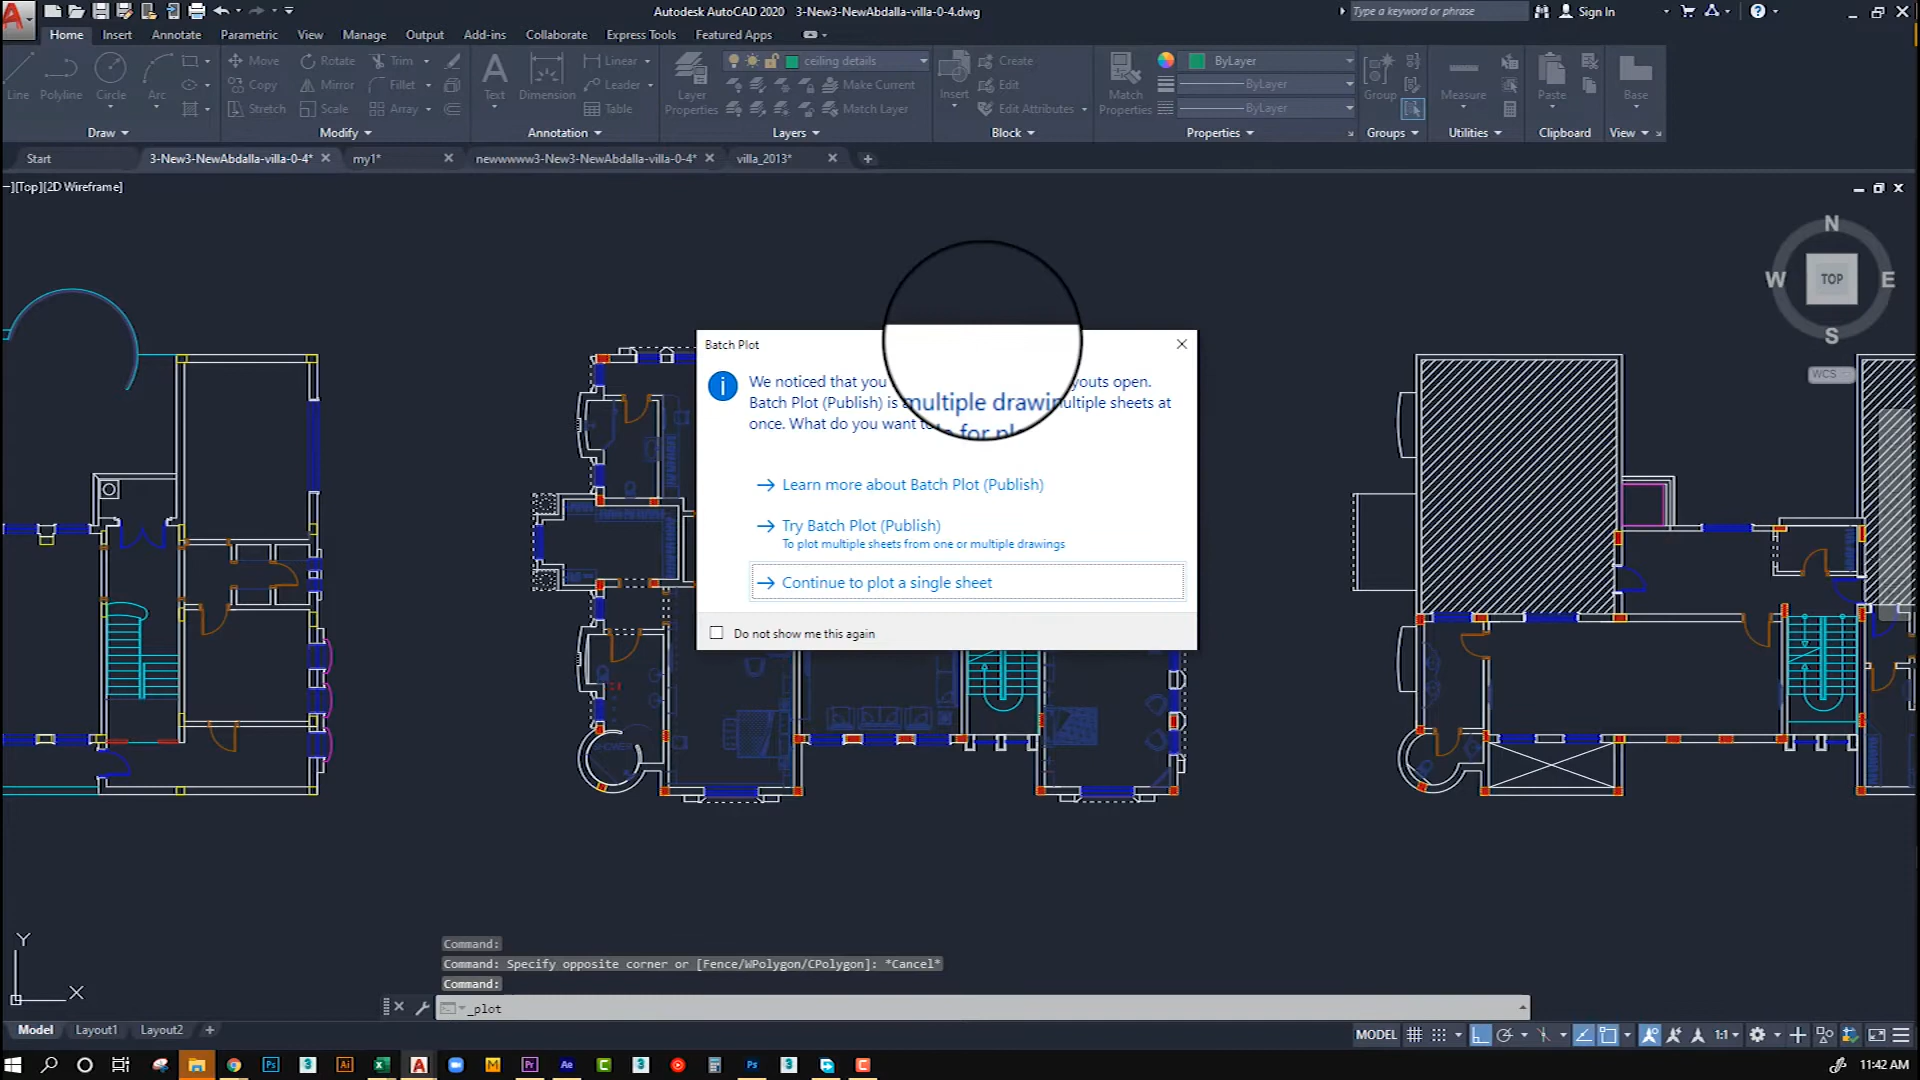 Autodesk AutoCAD 2020 3-New3-NewAbdalla-villa-0-4.dwg
Type a keyword or phrase
Sign In
Home Insert Annotate Parametric View Manage Output Add-ins Collaborate Express Tools Featured Apps
Line Polyline Circle Arc
Move Rotate Trim
Copy Mirror Fillet
Stretch Scale Array
Text Dimension
Linear
Leader
Table
Layer Properties
ceiling details
Make Current
Match Layer
Insert
Create
Edit
Edit Attributes
Match Properties
ByLayer
ByLayer
ByLayer
Group
Measure
Paste
Base
Draw Modify Annotation Layers Block Properties Groups Utilities Clipboard View
Start 3-New3-NewAbdalla-villa-0-4* my1* newwwww3-New3-NewAbdalla-villa-0-4* villa_2013*
][Top][2D Wireframe]
N
W TOP E
S
WCS
Batch Plot
We noticed that you youts open.
Batch Plot (Publish) is multiple drawin ultiple sheets at
once. What do you want for pl
Learn more about Batch Plot (Publish)
Try Batch Plot (Publish)
To plot multiple sheets from one or multiple drawings
Continue to plot a single sheet
Do not show me this again
SHOWER
Y
X
Command:
Command: Specify opposite corner or [Fence/WPolygon/CPolygon]: *Cancel*
Command:
_plot
Model Layout1 Layout2
MODEL 1:1
11:42 AM